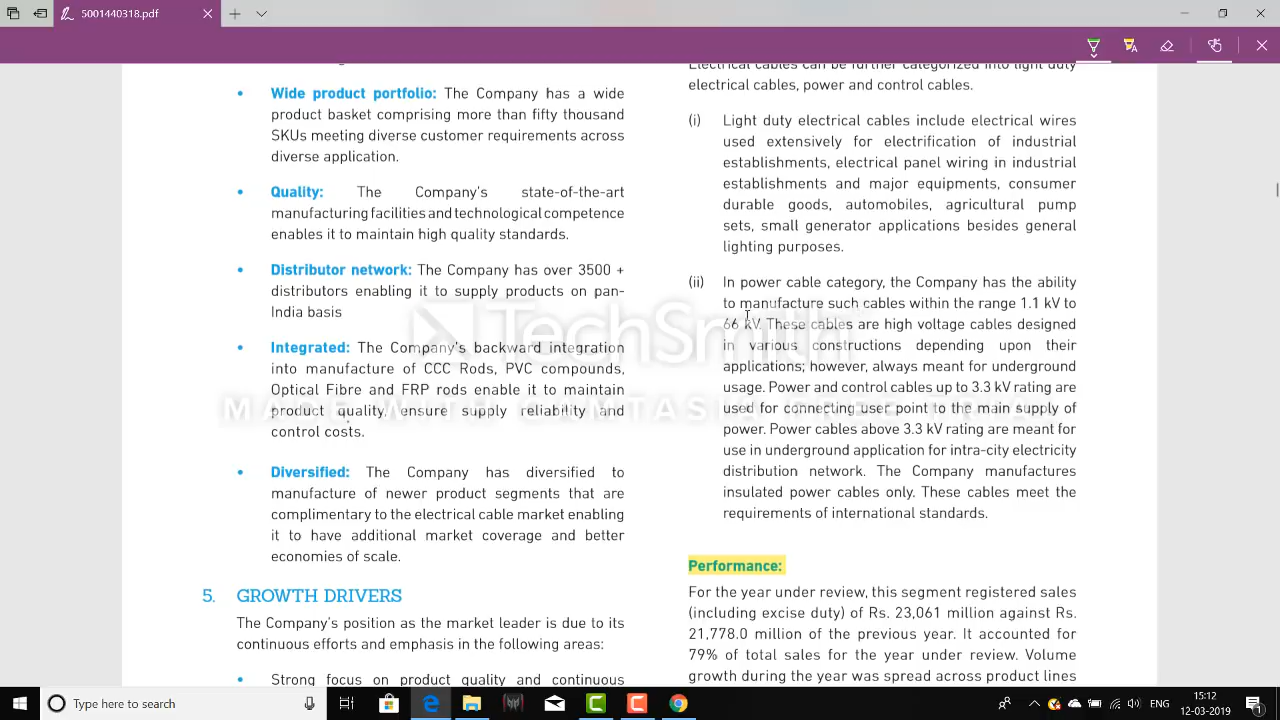 5001440318.pdf
Wide product portfolio: The Company has a wide
product basket comprising more than fifty thousand
SKUs meeting diverse customer requirements across
diverse application.
Quality: The Company's state-of-the-art
manufacturing facilities and technological competence
enables it to maintain high quality standards.
Distributor network: The Company has over 3500 +
distributors enabling it to supply products on pan-
India basis
Integrated: The Company's backward integration
into manufacture of CCC Rods, PVC compounds,
Optical Fibre and FRP rods enable it to maintain
product quality, ensure supply reliability and
control costs.
Diversified: The Company has diversified to
manufacture of newer product segments that are
complimentary to the electrical cable market enabling
it to have additional market coverage and better
economies of scale.
5. GROWTH DRIVERS
The Company's position as the market leader is due to its
continuous efforts and emphasis in the following areas:
Strong focus on product quality and continuous
Electrical cables can be further categorized into light duty
electrical cables, power and control cables.
(i) Light duty electrical cables include electrical wires
used extensively for electrification of industrial
establishments, electrical panel wiring in industrial
establishments and major equipments, consumer
durable goods, automobiles, agricultural pump
sets, small generator applications besides general
lighting purposes.
(ii) In power cable category, the Company has the ability
to manufacture such cables within the range 1.1 kV to
66 kV. These cables are high voltage cables designed
in various constructions depending upon their
applications; however, always meant for underground
usage. Power and control cables up to 3.3 kV rating are
used for connecting user point to the main supply of
power. Power cables above 3.3 kV rating are meant for
use in underground application for intra-city electricity
distribution network. The Company manufactures
insulated power cables only. These cables meet the
requirements of international standards.
Performance:
For the year under review, this segment registered sales
(including excise duty) of Rs. 23,061 million against Rs.
21,778.0 million of the previous year. It accounted for
79% of total sales for the year under review. Volume
growth during the year was spread across product lines
TechSmith
MADE WITH CAMTASIA FREE TRIAL
Type here to search
ENG
15:12
12-03-2019